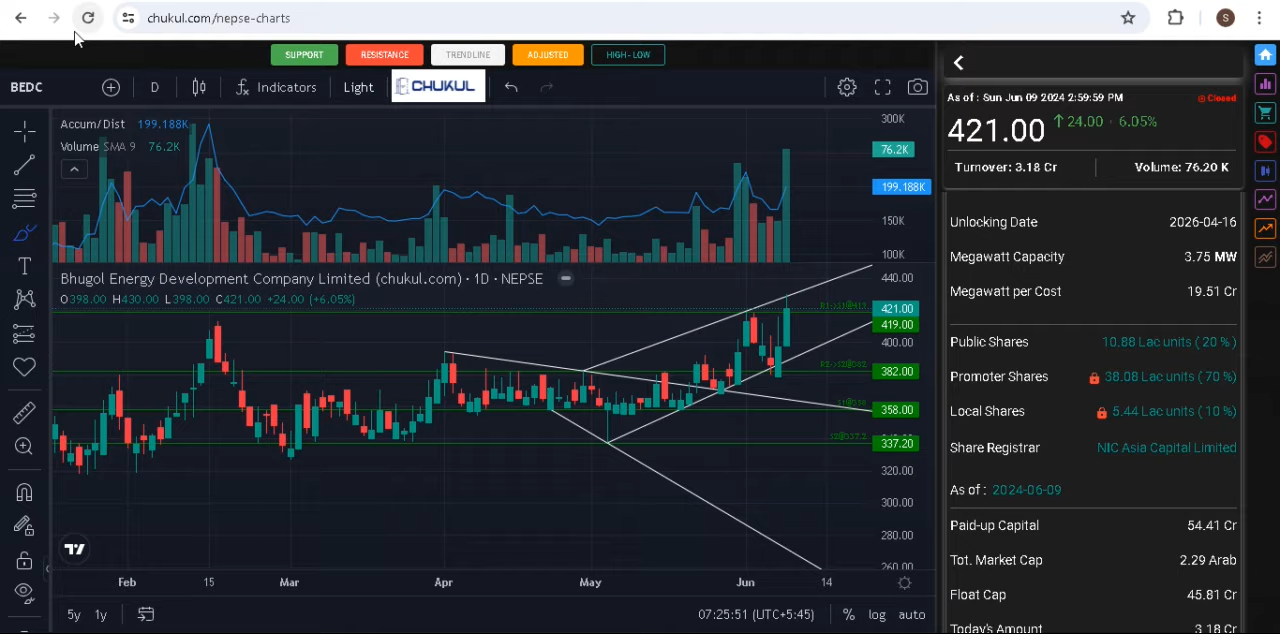 chukul.com/nepse-charts
S
SUPPORT RESISTANCE TRENDLINE ADJUSTED HIGH-LOW
BEDC D Indicators Light CHUKUL
Accum/Dist 199.188K
Volume SMA 9 76.2K
300K
76.2K
199.188K
150K
100K
Bhugol Energy Development Company Limited (chukul.com) · 1D · NEPSE
O398.00 H430.00 L398.00 C421.00 +24.00 (+6.05%)
440.00
421.00
419.00
400.00
382.00
358.00
337.20
320.00
300.00
280.00
260.00
Feb 15 Mar Apr May Jun 14
5y 1y 07:25:51 (UTC+5:45) % log auto
As of : Sun Jun 09 2024 2:59:59 PM Closed
421.00 ↑24.00 · 6.05%
Turnover: 3.18 Cr Volume: 76.20 K
Unlocking Date 2026-04-16
Megawatt Capacity 3.75 MW
Megawatt per Cost 19.51 Cr
Public Shares 10.88 Lac units ( 20 % )
Promoter Shares 38.08 Lac units ( 70 %)
Local Shares 5.44 Lac units ( 10 %)
Share Registrar NIC Asia Capital Limited
As of : 2024-06-09
Paid-up Capital 54.41 Cr
Tot. Market Cap 2.29 Arab
Float Cap 45.81 Cr
Today's Amount 3.18 Cr